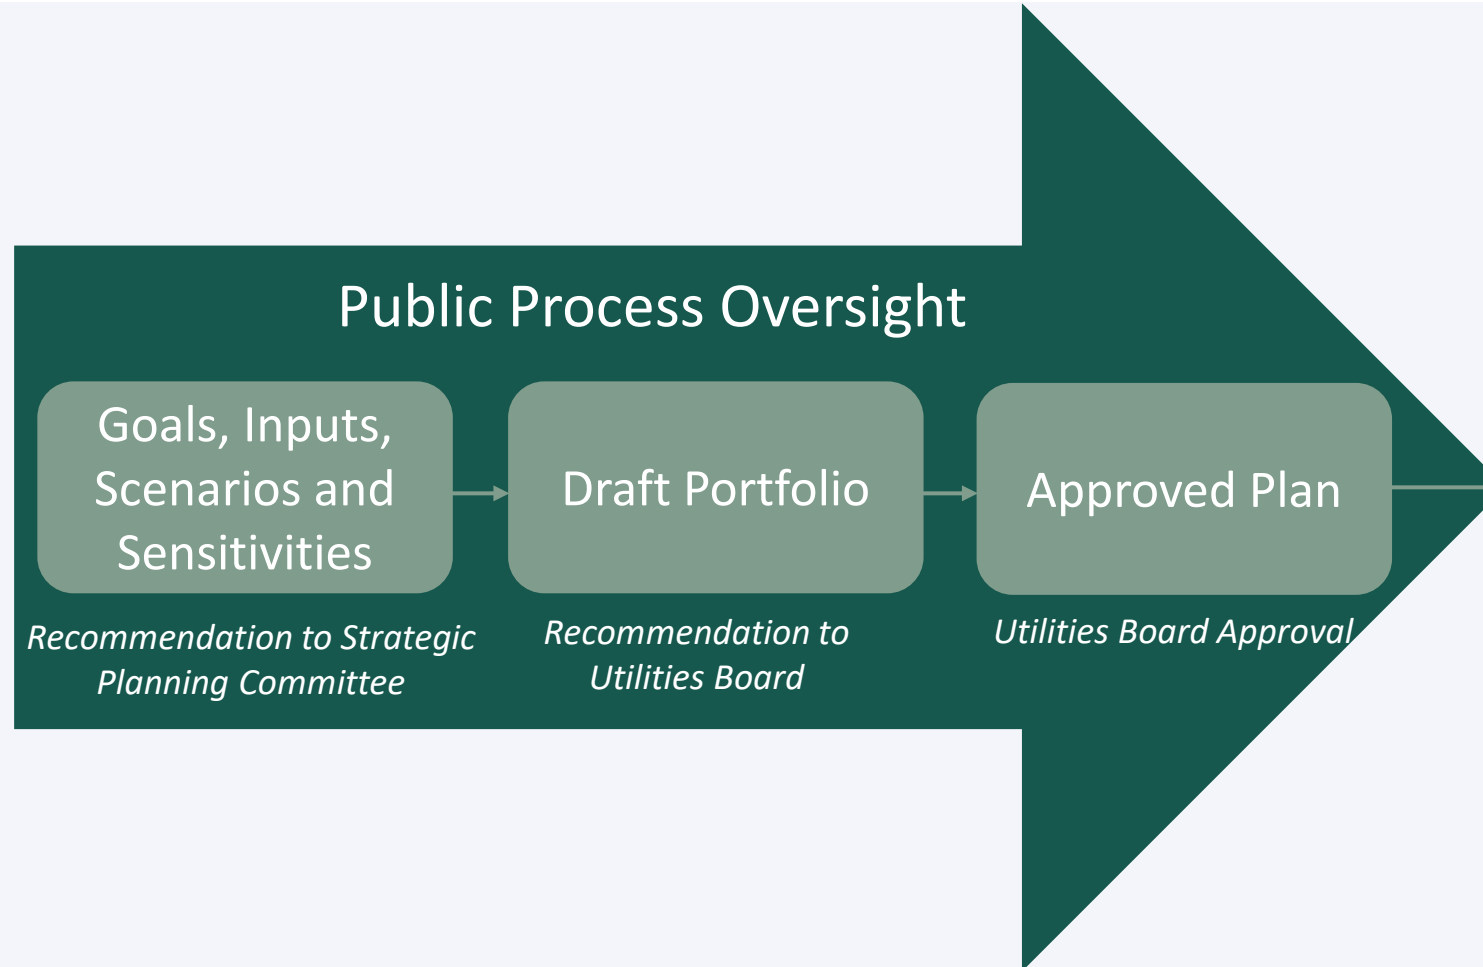 Public Process Oversight
Goals, Inputs,
Scenarios and
Sensitivities
Draft Portfolio
Approved Plan
Recommendation to Strategic
Planning Committee
Recommendation to
Utilities Board
Utilities Board Approval